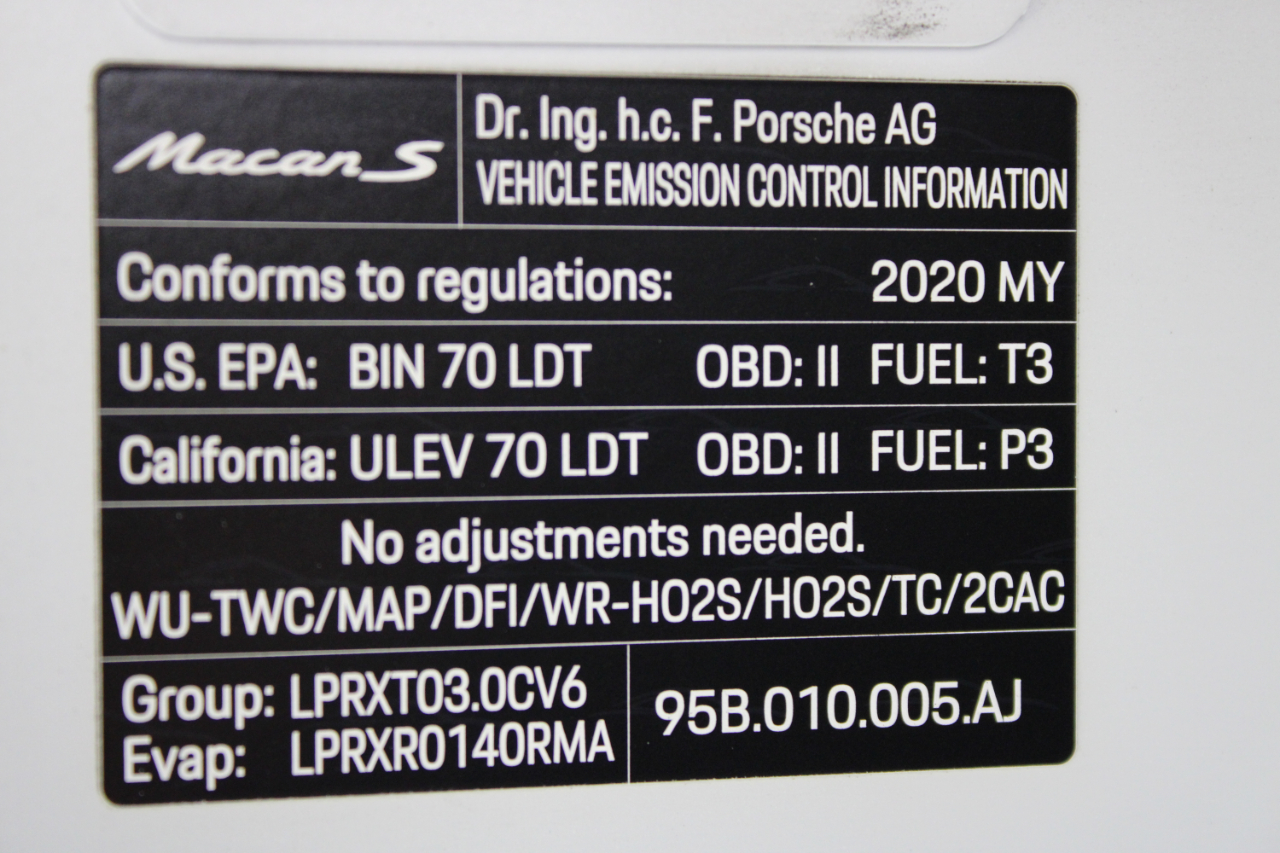 Macan S
Dr. Ing. h.c. F. Porsche AG
VEHICLE EMISSION CONTROL INFORMATION
Conforms to regulations: 2020 MY
U.S. EPA: BIN 70 LDT OBD: II FUEL: T3
California: ULEV 70 LDT OBD: II FUEL: P3
No adjustments needed.
WU-TWC/MAP/DFI/WR-HO2S/HO2S/TC/2CAC
Group: LPRXT03.0CV6
Evap: LPRXR0140RMA
95B.010.005.AJ